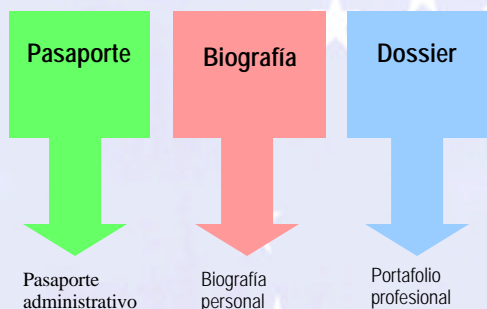 Pasaporte
Biografía
Dossier
Pasaporte
administrativo
Biografía
personal
Portafolio
profesional